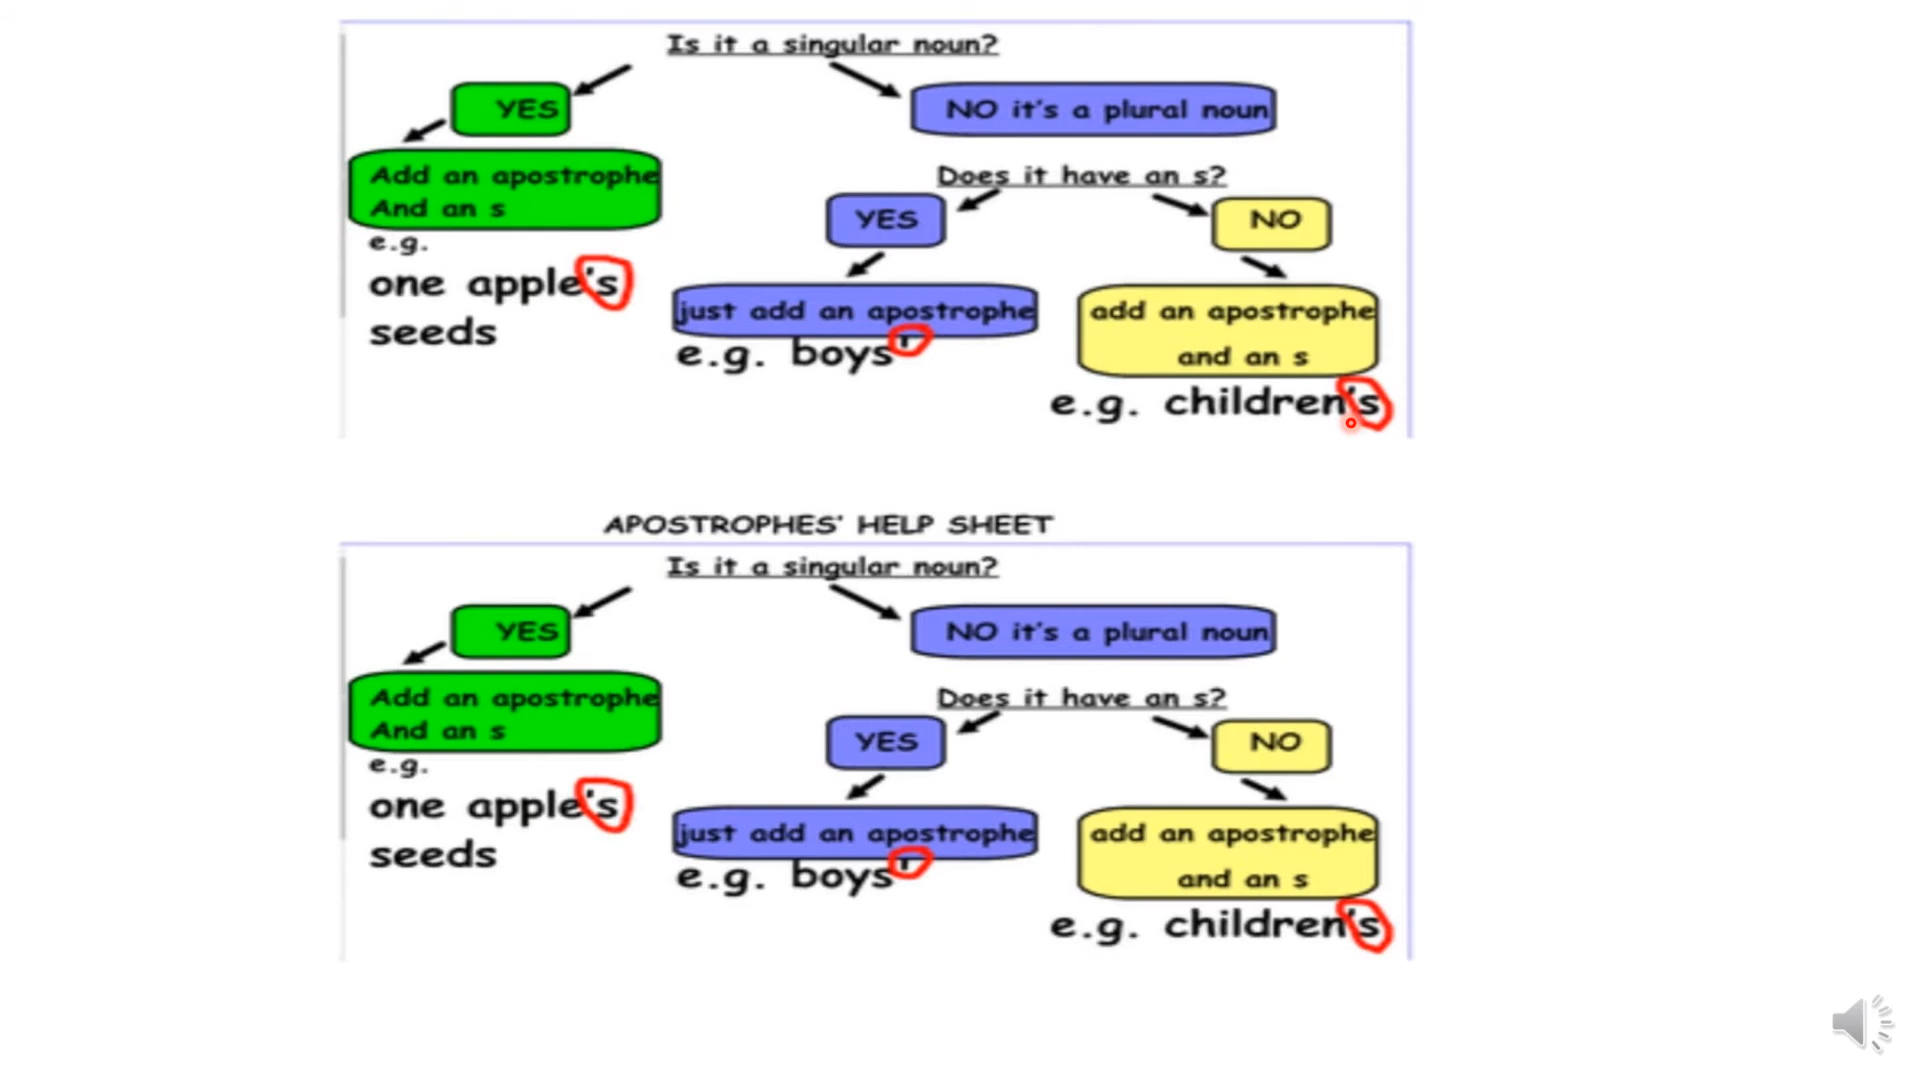 Is it a singular noun?
YES
NO it's a plural noun
Add an apostrophe
And an s
Does it have an s?
YES
NO
e.g.
one apple's
seeds
just add an apostrophe
e.g. boys'
add an apostrophe
and an s
e.g. children's
APOSTROPHES' HELP SHEET
Is it a singular noun?
YES
NO it's a plural noun
Add an apostrophe
And an s
Does it have an s?
YES
NO
e.g.
one apple's
seeds
just add an apostrophe
e.g. boys'
add an apostrophe
and an s
e.g. children's